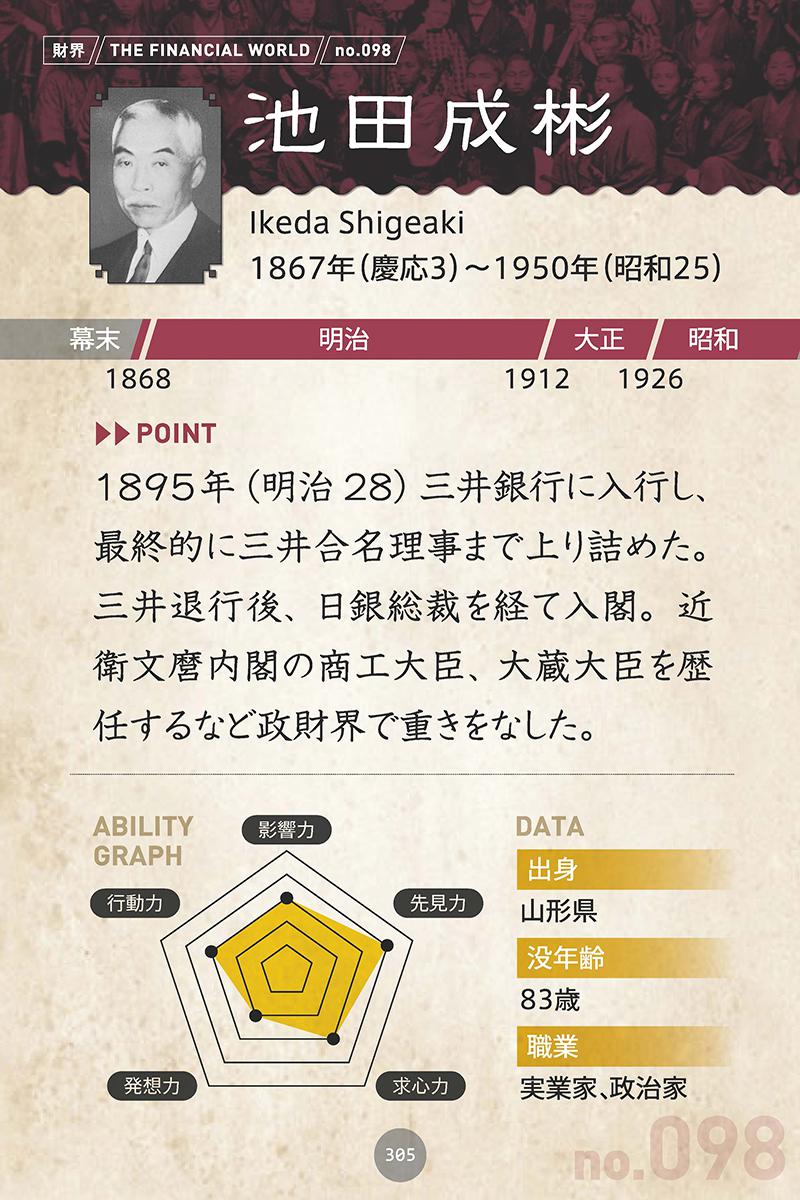 財界 THE FINANCIAL WORLD no.098
池田成彬
Ikeda Shigeaki
1867年(慶応3)～1950年(昭和25)
幕末 明治 大正 昭和
1868 1912 1926
POINT
1895年(明治28)三井銀行に入行し、
最終的に三井合名理事まで上り詰めた。
三井退行後、日銀総裁を経て入閣。近
衛文麿内閣の商工大臣、大蔵大臣を歴
任するなど政財界で重きをなした。
ABILITY
GRAPH
影響力
行動力
先見力
発想力
求心力
DATA
出身
山形県
没年齢
83歳
職業
実業家、政治家
305
no.098